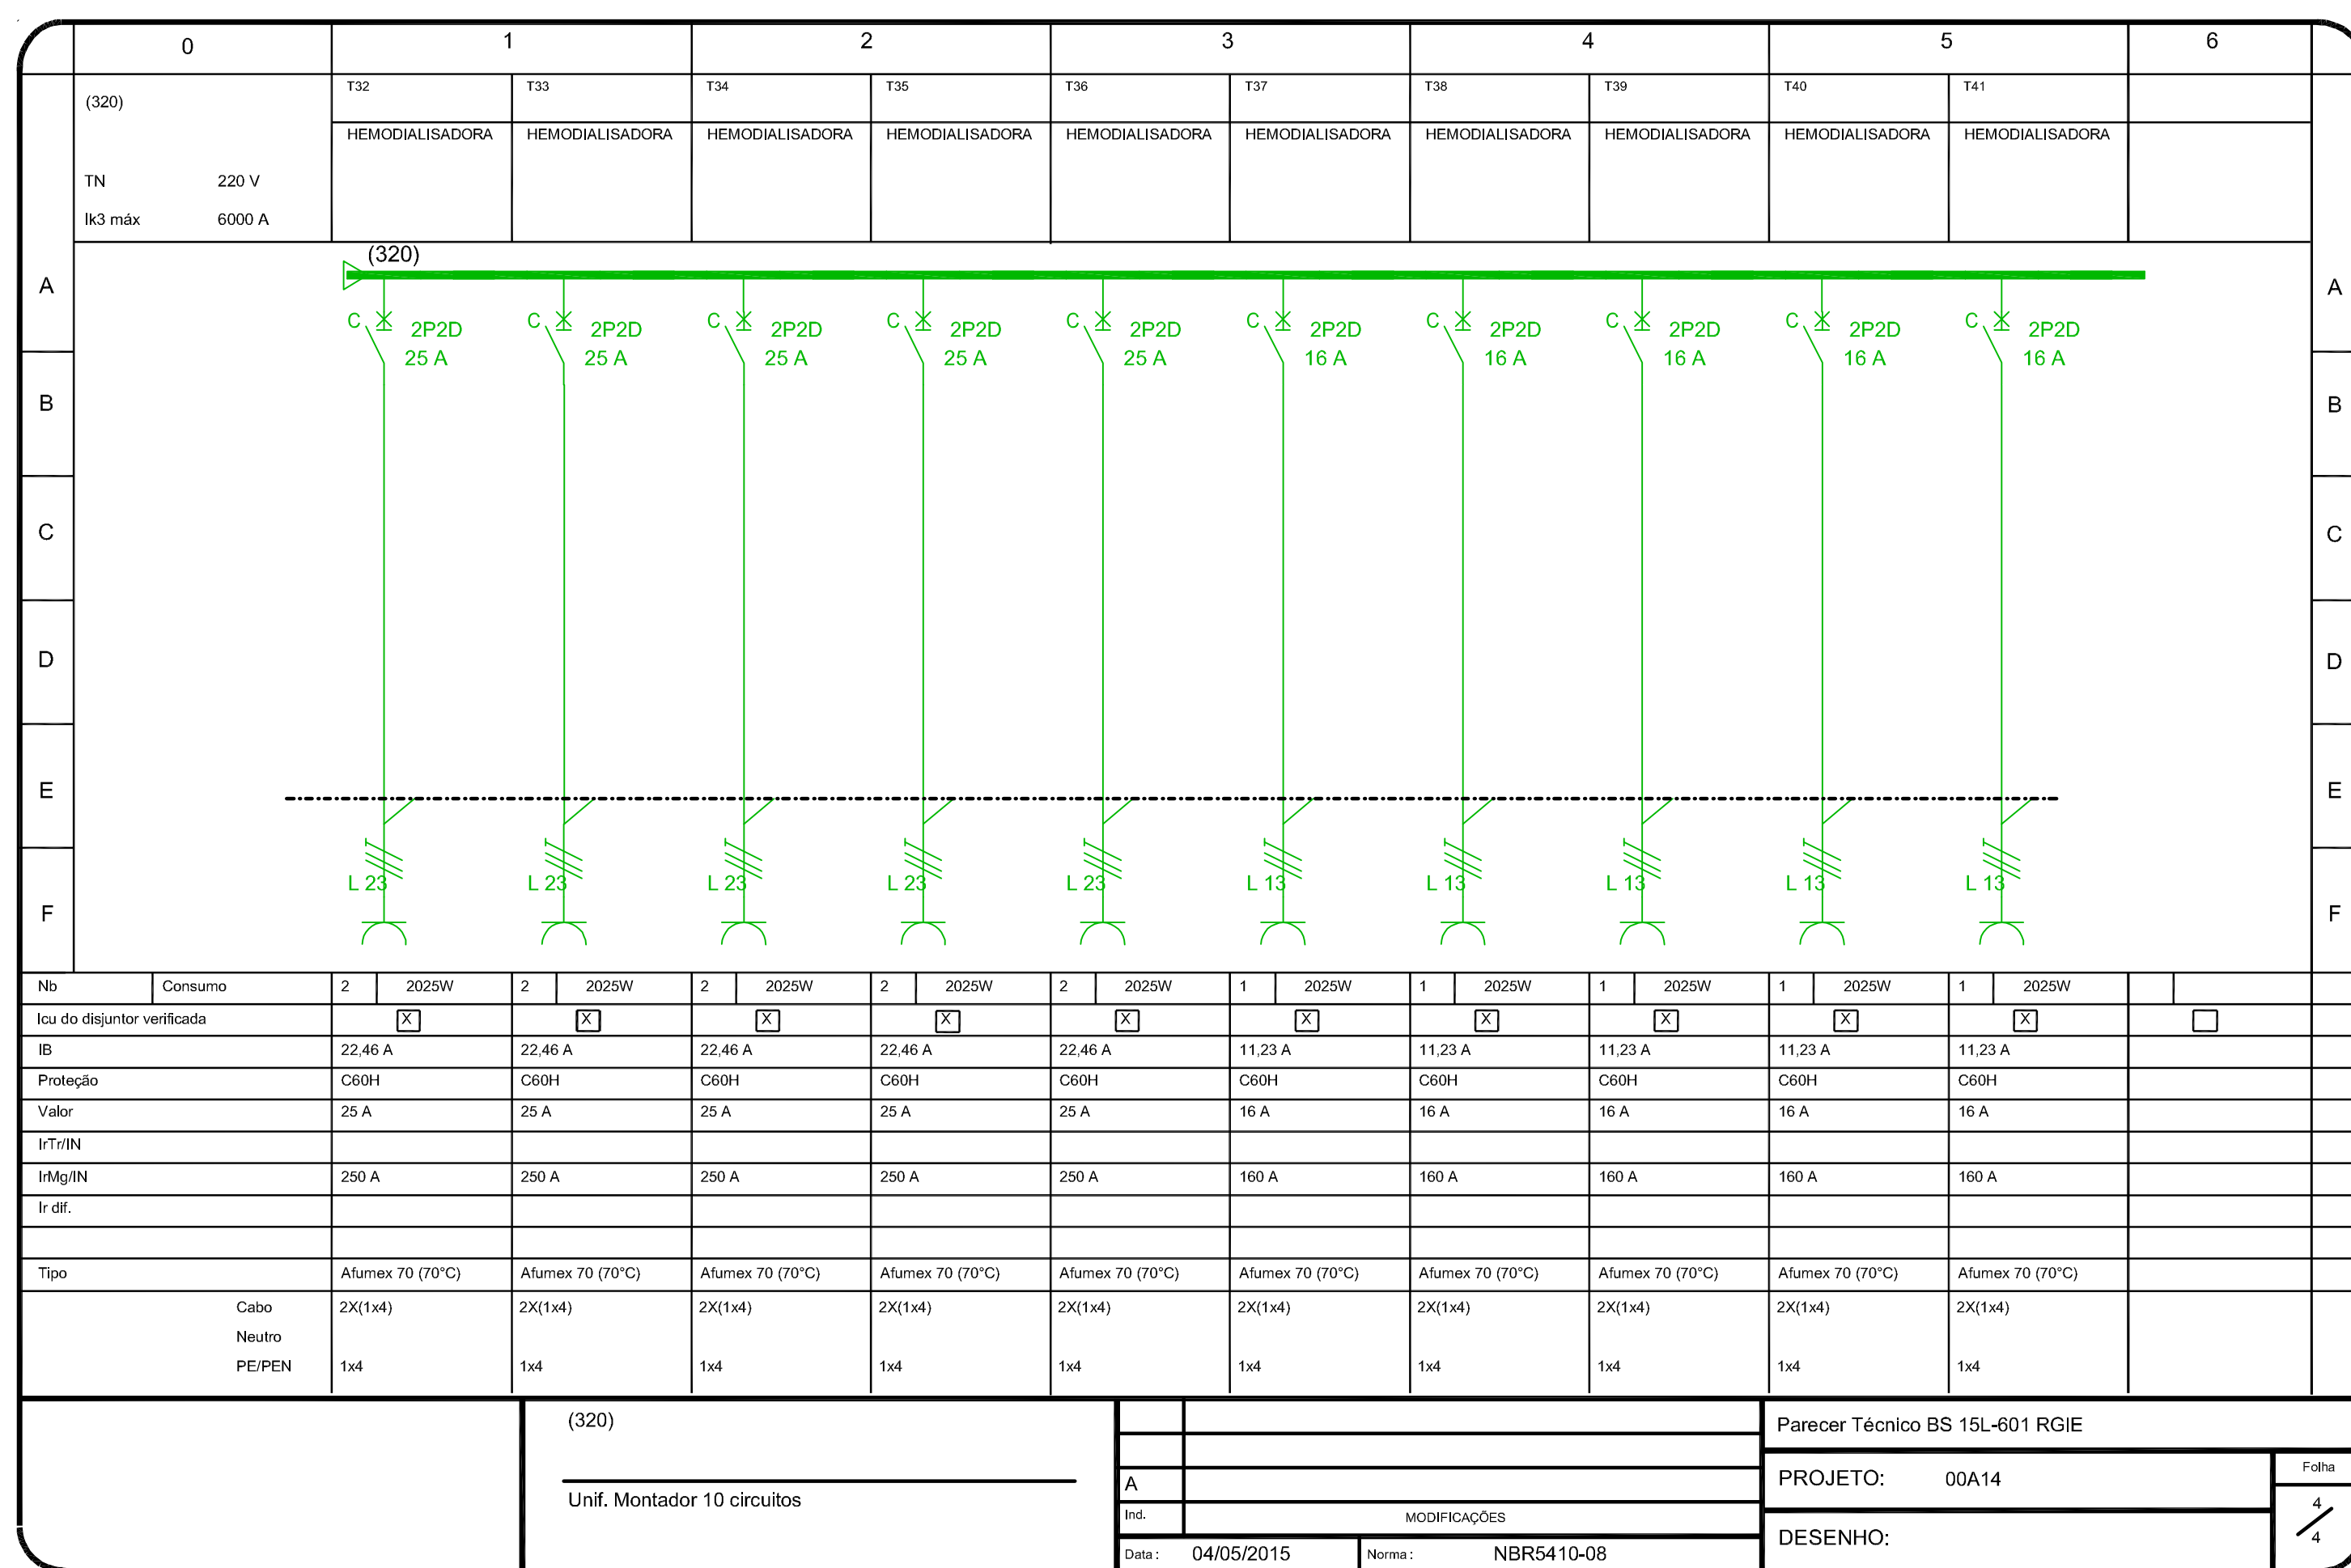 0 1 2 3 4 5 6
(320) T32 T33 T34 T35 T36 T37 T38 T39 T40 T41
HEMODIALISADORA HEMODIALISADORA HEMODIALISADORA HEMODIALISADORA HEMODIALISADORA HEMODIALISADORA HEMODIALISADORA HEMODIALISADORA HEMODIALISADORA HEMODIALISADORA
TN 220 V
Ik3 máx 6000 A
(320)
A A
C 2P2D C 2P2D C 2P2D C 2P2D C 2P2D C 2P2D C 2P2D C 2P2D C 2P2D C 2P2D
25 A 25 A 25 A 25 A 25 A 16 A 16 A 16 A 16 A 16 A
B B
C C
D D
E E
L 23 L 23 L 23 L 23 L 23 L 13 L 13 L 13 L 13 L 13
F F
Nb Consumo 2 2025W 2 2025W 2 2025W 2 2025W 2 2025W 1 2025W 1 2025W 1 2025W 1 2025W 1 2025W
Icu do disjuntor verificada X X X X X X X X X X
IB 22,46 A 22,46 A 22,46 A 22,46 A 22,46 A 11,23 A 11,23 A 11,23 A 11,23 A 11,23 A
Proteção C60H C60H C60H C60H C60H C60H C60H C60H C60H C60H
Valor 25 A 25 A 25 A 25 A 25 A 16 A 16 A 16 A 16 A 16 A
IrTr/IN
IrMg/IN 250 A 250 A 250 A 250 A 250 A 160 A 160 A 160 A 160 A 160 A
Ir dif.
Tipo Afumex 70 (70°C) Afumex 70 (70°C) Afumex 70 (70°C) Afumex 70 (70°C) Afumex 70 (70°C) Afumex 70 (70°C) Afumex 70 (70°C) Afumex 70 (70°C) Afumex 70 (70°C) Afumex 70 (70°C)
Cabo 2X(1x4) 2X(1x4) 2X(1x4) 2X(1x4) 2X(1x4) 2X(1x4) 2X(1x4) 2X(1x4) 2X(1x4) 2X(1x4)
Neutro
PE/PEN 1x4 1x4 1x4 1x4 1x4 1x4 1x4 1x4 1x4 1x4
(320)
Unif. Montador 10 circuitos
A
Ind. MODIFICAÇÕES
Data : 04/05/2015 Norma : NBR5410-08
Parecer Técnico BS 15L-601 RGIE
PROJETO: 00A14
DESENHO:
Folha
4/4